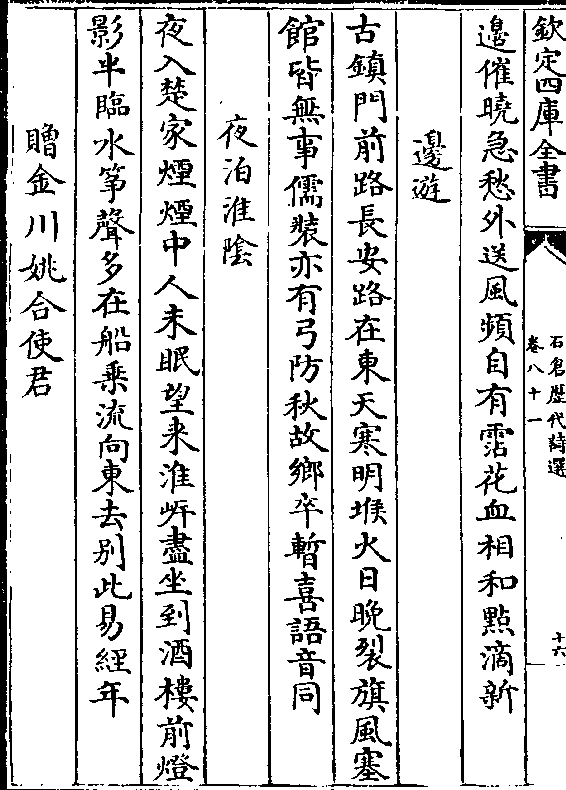 欽定四庫全書
石倉歴代詩選
卷八十一
十六
邉催曉急愁外送風頻自有霑花血相和㸃滴新
邊遊
古鎮門前路長安路在東天寒明堠火日晚裂旗風塞
館皆無事儒裝亦有弓防秋故鄉卒暫喜語音同
夜泊淮陰
夜入楚家煙煙中人未眠望来淮岸盡坐到酒樓前燈
影半臨水筝聲多在船乗流向東去别此易經年
贈金川姚合使君